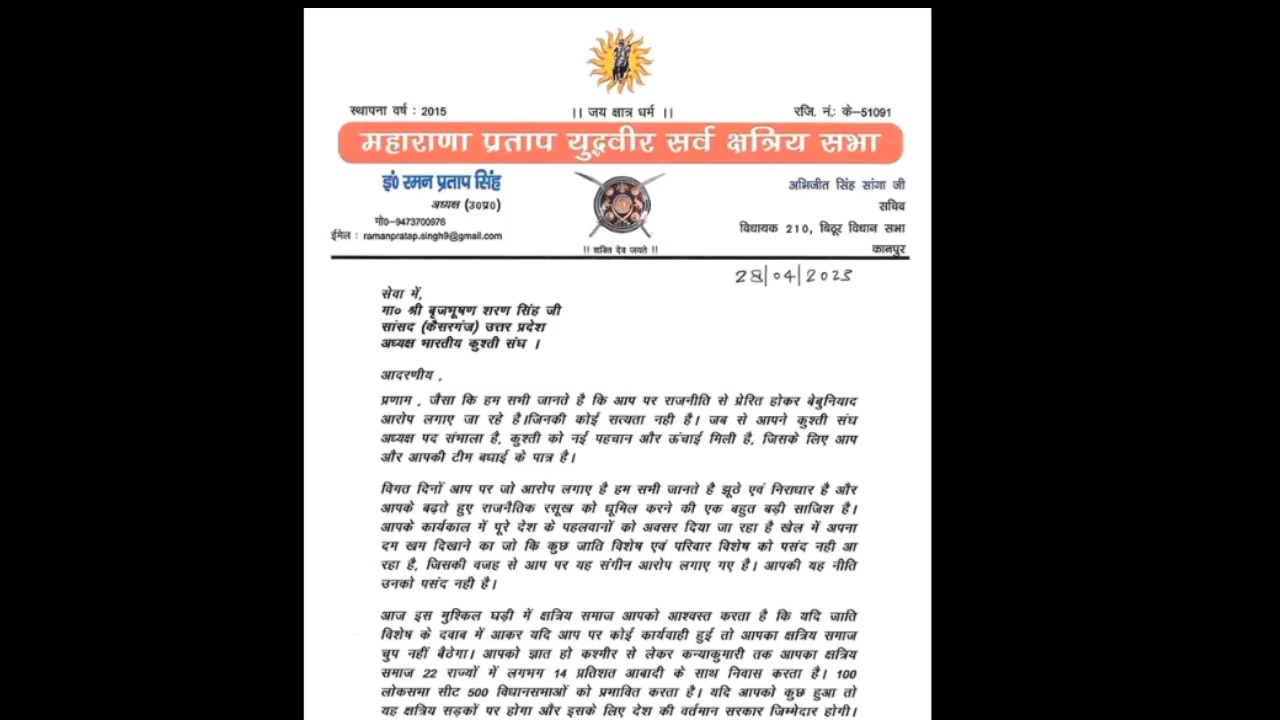 स्थापना वर्ष : 2015
।। जय क्षात्र धर्म ।।
रजि. नं.: के-51091
महाराणा प्रताप युद्धवीर सर्व क्षत्रिय सभा
इं0 रमन प्रताप सिंह
अध्यक्ष (उ0प्र0)
मो0-9473700976
ईमेल : ramanpratap.singh9@gmail.com
।। शक्ति देव जयते ।।
अभिजीत सिंह सांगा जी
सचिव
विधायक 210, बिठूर विधान सभा
कानपुर
28/04/2023
सेवा में,
मा० श्री बृजभूषण शरण सिंह जी
सांसद (कैसरगंज) उत्तर प्रदेश
अध्यक्ष भारतीय कुश्ती संघ ।
आदरणीय ,
प्रणाम , जैसा कि हम सभी जानते है कि आप पर राजनीति से प्रेरित होकर बेबुनियाद
आरोप लगाए जा रहे है।जिनकी कोई सत्यता नही है। जब से आपने कुश्ती संघ
अध्यक्ष पद संभाला है, कुश्ती को नई पहचान और ऊंचाई मिली है, जिसके लिए आप
और आपकी टीम बधाई के पात्र है।
विगत दिनों आप पर जो आरोप लगाए है हम सभी जानते है झूठे एवं निराधार है और
आपके बढ़ते हुए राजनैतिक रसूख को धूमिल करने की एक बहुत बड़ी साजिश है।
आपके कार्यकाल में पूरे देश के पहलवानों को अवसर दिया जा रहा है खेल में अपना
दम खम दिखाने का जो कि कुछ जाति विशेष एवं परिवार विशेष को पसंद नही आ
रहा है, जिसकी वजह से आप पर यह संगीन आरोप लगाए गए है। आपकी यह नीति
उनको पसंद नही है।
आज इस मुश्किल घड़ी में क्षत्रिय समाज आपको आश्वस्त करता है कि यदि जाति
विशेष के दबाव में आकर यदि आप पर कोई कार्यवाही हुई तो आपका क्षत्रिय समाज
चुप नहीं बैठेगा। आपको ज्ञात हो कश्मीर से लेकर कन्याकुमारी तक आपका क्षत्रिय
समाज 22 राज्यों में लगभग 14 प्रतिशत आबादी के साथ निवास करता है। 100
लोकसभा सीट 500 विधानसभाओं को प्रभावित करता है। यदि आपको कुछ हुआ तो
यह क्षत्रिय सड़कों पर होगा और इसके लिए देश की वर्तमान सरकार जिम्मेदार होगी।